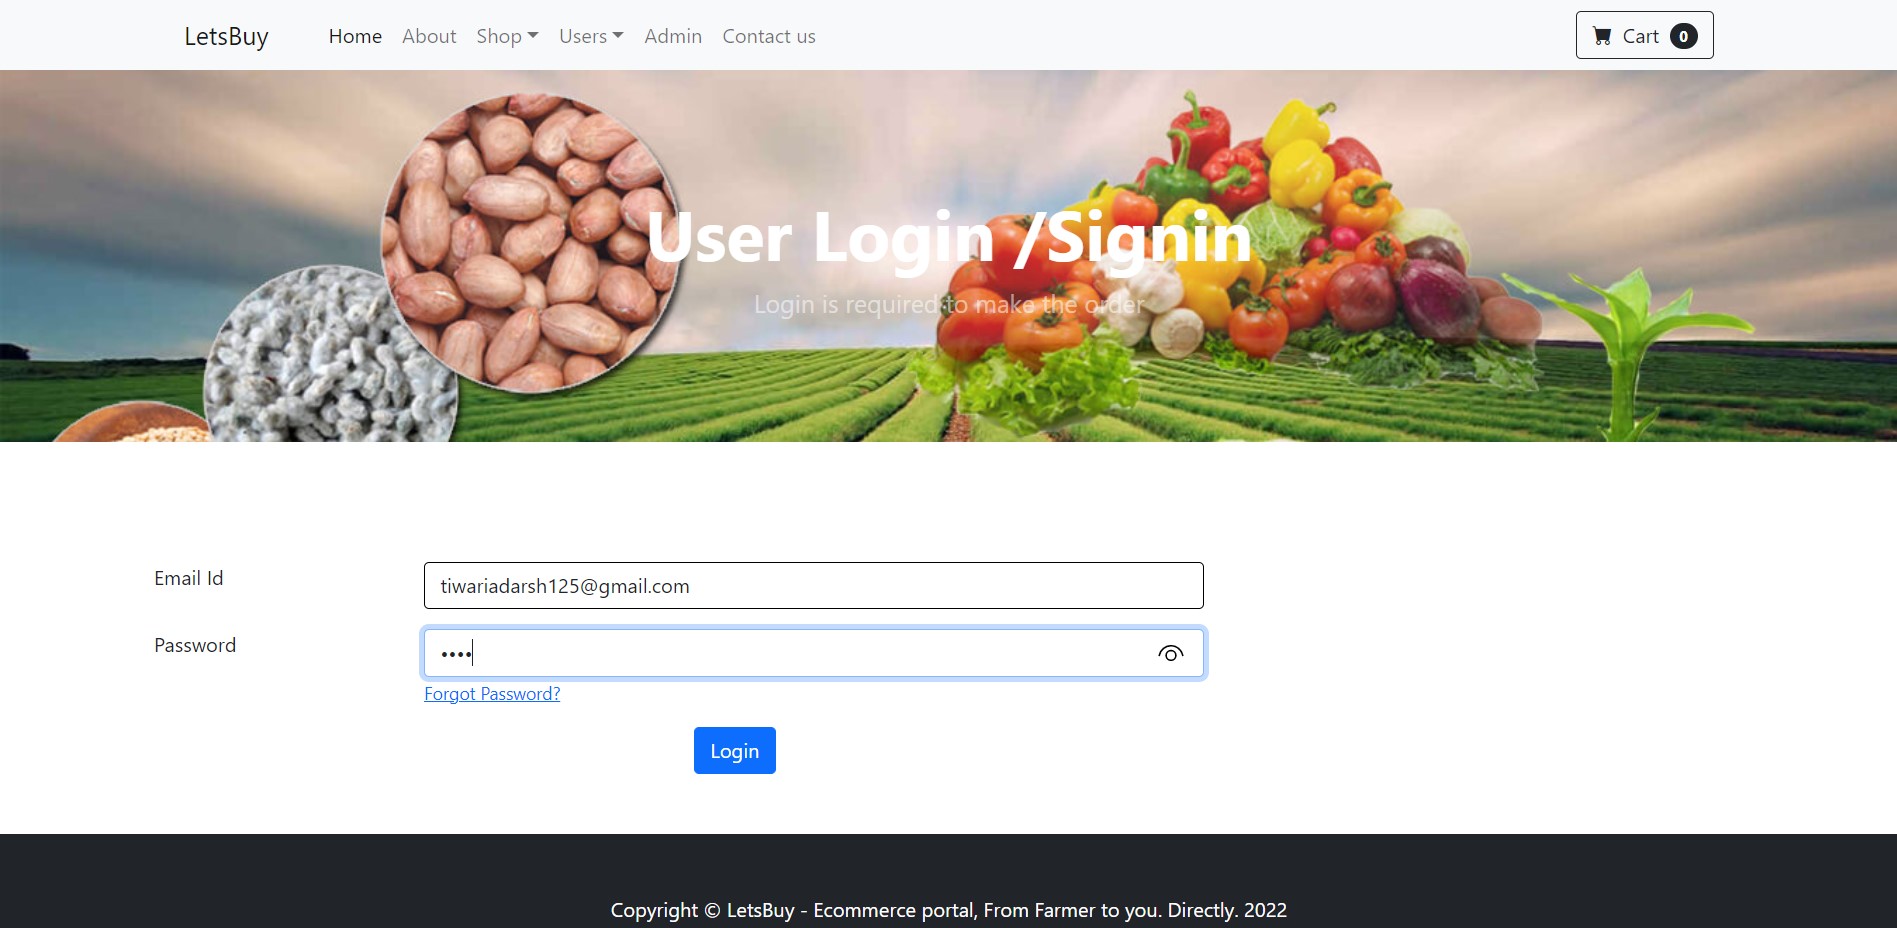 LetsBuy Home About Shop Users Admin Contact us Cart 0
User Login /Signin
Login is required to make the order
Email Id tiwariadarsh125@gmail.com
Password ••••
Forgot Password?
Login
Copyright © LetsBuy - Ecommerce portal, From Farmer to you. Directly. 2022